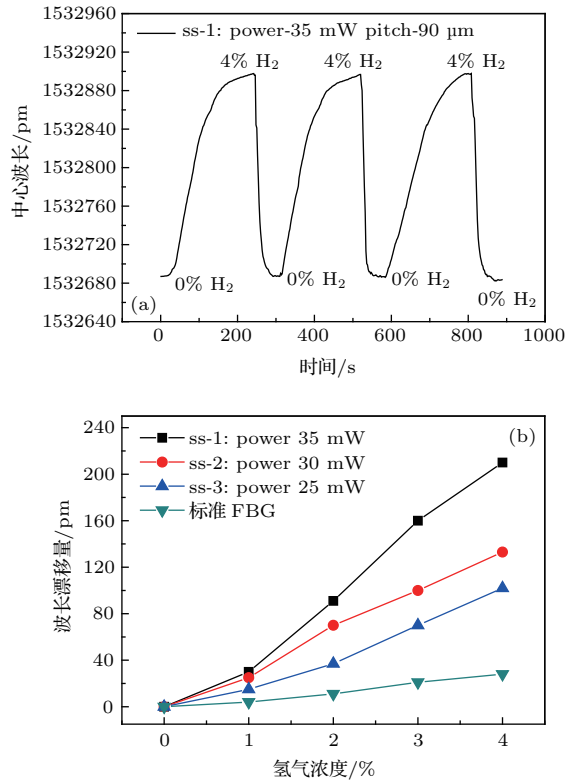 ss-1: power-35 mW pitch-90 µm
4% H₂ 4% H₂ 4% H₂
1532960
1532920
1532880
1532840
1532800
1532760
1532720
1532680
1532640
中心波长/pm
0% H₂ 0% H₂ 0% H₂
0% H₂
(a)
0 200 400 600 800 1000
时间/s
(b)
ss-1: power 35 mW
ss-2: power 30 mW
ss-3: power 25 mW
标准 FBG
240
200
160
120
80
40
0
波长漂移量/pm
0 1 2 3 4
氢气浓度/%